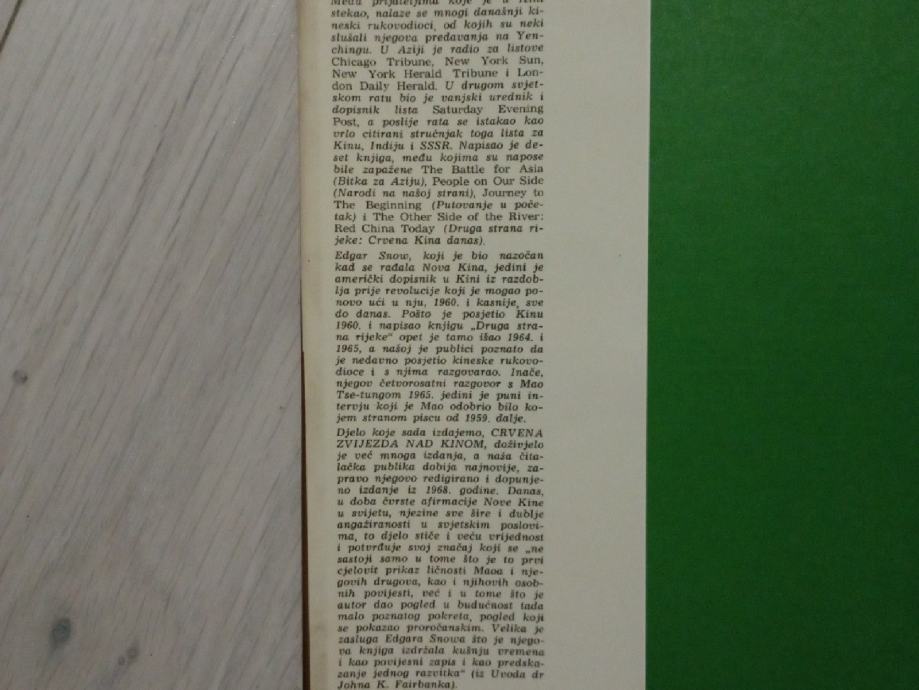 Među prijateljima koje je u Kini
stekao, nalaze se mnogi današnji ki-
neski rukovodioci, od kojih su neki
slušali njegova predavanja na Yen-
chingu. U Aziji je radio za listove
Chicago Tribune, New York Sun,
New York Herald Tribune i Lon-
don Daily Herald. U drugom svjet-
skom ratu bio je vanjski urednik i
dopisnik lista Saturday Evening
Post, a poslije rata se istakao kao
vrlo citirani stručnjak toga lista za
Kinu, Indiju i SSSR. Napisao je de-
set knjiga, među kojima su napose
bile zapažene The Battle for Asia
(Bitka za Aziju), People on Our Side
(Narodi na našoj strani), Journey to
The Beginning (Putovanje u poče-
tak) i The Other Side of the River:
Red China Today (Druga strana ri-
jeke: Crvena Kina danas).
Edgar Snow, koji je bio nazočan
kad se rađala Nova Kina, jedini je
američki dopisnik u Kini iz razdob-
lja prije revolucije koji je mogao po-
novo ući u nju, 1960. i kasnije, sve
do danas. Pošto je posjetio Kinu
1960. i napisao knjigu „Druga stra-
na rijeke" opet je tamo išao 1964. i
1965, a našoj je publici poznato da
je nedavno posjetio kineske rukovo-
dioce i s njima razgovarao. Inače,
njegov četvorosatni razgovor s Mao
Tse-tungom 1965. jedini je puni in-
tervju koji je Mao odobrio bilo ko-
jem stranom piscu od 1959. dalje.
Djelo koje sada izdajemo, CRVENA
ZVIJEZDA NAD KINOM, doživjelo
je već mnoga izdanja, a naša čita-
lačka publika dobija najnovije, za-
pravo njegovo redigirano i dopunje-
no izdanje iz 1968. godine. Danas,
u doba čvrste afirmacije Nove Kine
u svijetu, njezine sve šire i dublje
angažiranosti u svjetskim poslovi-
ma, to djelo stiče i veću vrijednost
i potvrđuje svoj značaj koji se „ne
sastoji samo u tome što je to prvi
cjelovit prikaz ličnosti Maoa i nje-
govih drugova, kao i njihovih osob-
nih povijesti, već i u tome što je
autor dao pogled u budućnost tada
malo poznatog pokreta, pogled koji
se pokazao proročanskim. Velika je
zasluga Edgara Snowa što je njego-
va knjiga izdržala kušnju vremena
i kao povijesni zapis i kao predska-
zanje jednog razvitka" (iz Uvoda dr
Johna K. Fairbanka).